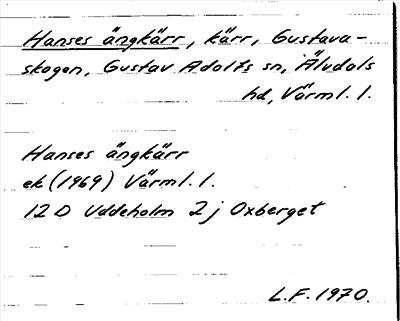 Hanses ängkärr, kärr, Gustava-
skogen, Gustav Adolfs sn, Älvdals
hd, Värml. l.
Hanses ängkärr
ek (1969) Värml. l.
12 D Uddeholm 2 j Oxberget
L.F. 1970.